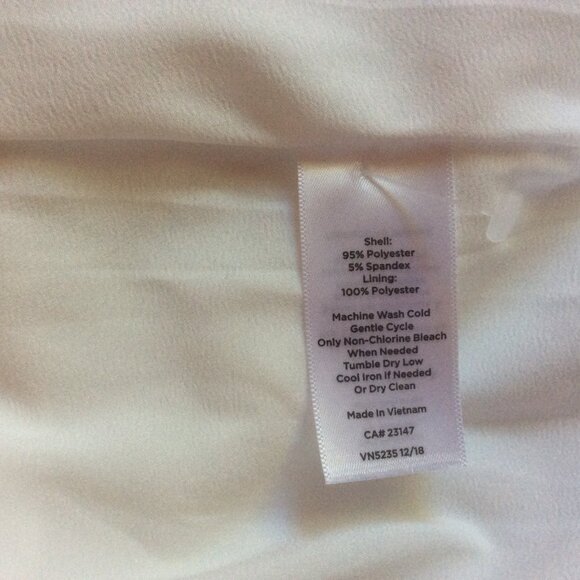 Shell:
95% Polyester
5% Spandex
Lining:
100% Polyester
Machine Wash Cold
Gentle Cycle
Only Non-Chlorine Bleach
When Needed
Tumble Dry Low
Cool Iron if Needed
Or Dry Clean
Made In Vietnam
CA# 23147
VN5235 12/18